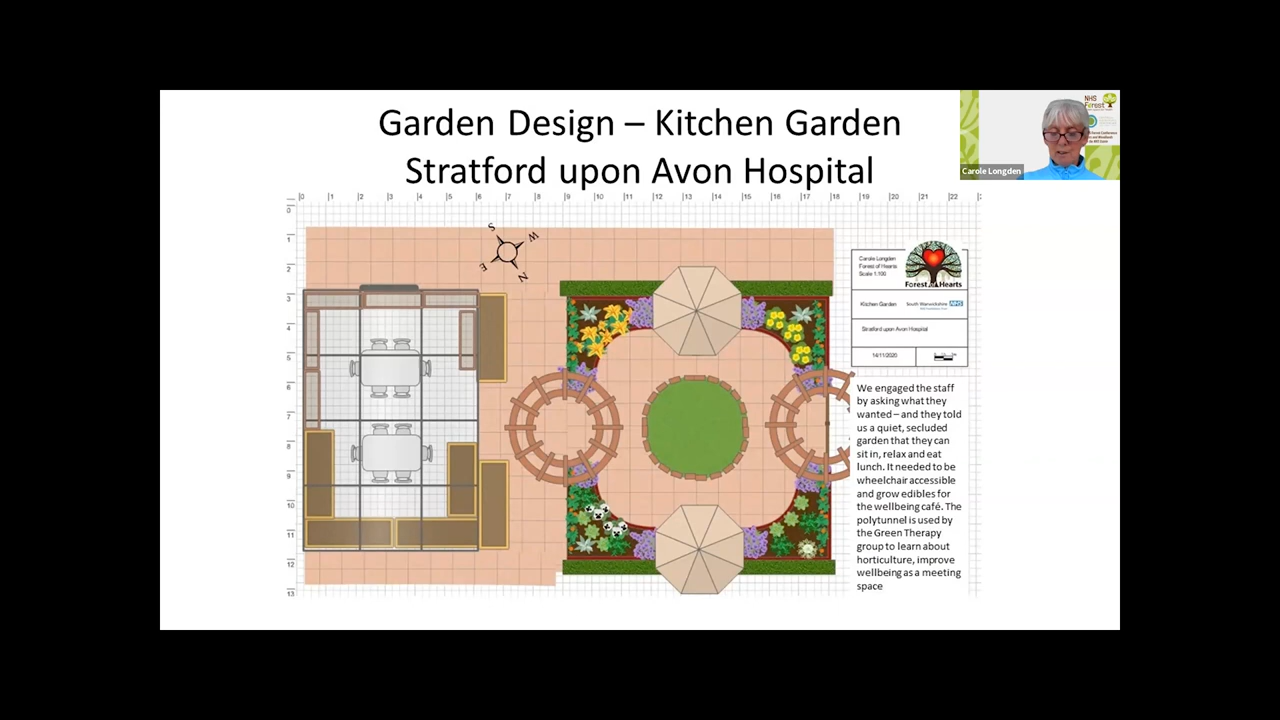 Garden Design – Kitchen Garden
Stratford upon Avon Hospital
NHS
Forest
Carole Longden
0 1 2 3 4 5 6 7 8 9 10 11 12 13 14 15 16 17 18 19 20 21 22
0
1
2
3
4
5
6
7
8
9
10
11
12
13
S
W
E
N
Carole Longden
Forest of Hearts
Scale 1:100
Forest of Hearts
Kitchen Garden
South Warwickshire NHS
Stratford upon Avon Hospital
14/11/2020
We engaged the staff
by asking what they
wanted – and they told
us a quiet, secluded
garden that they can
sit in, relax and eat
lunch. It needed to be
wheelchair accessible
and grow edibles for
the wellbeing café. The
polytunnel is used by
the Green Therapy
group to learn about
horticulture, improve
wellbeing as a meeting
space